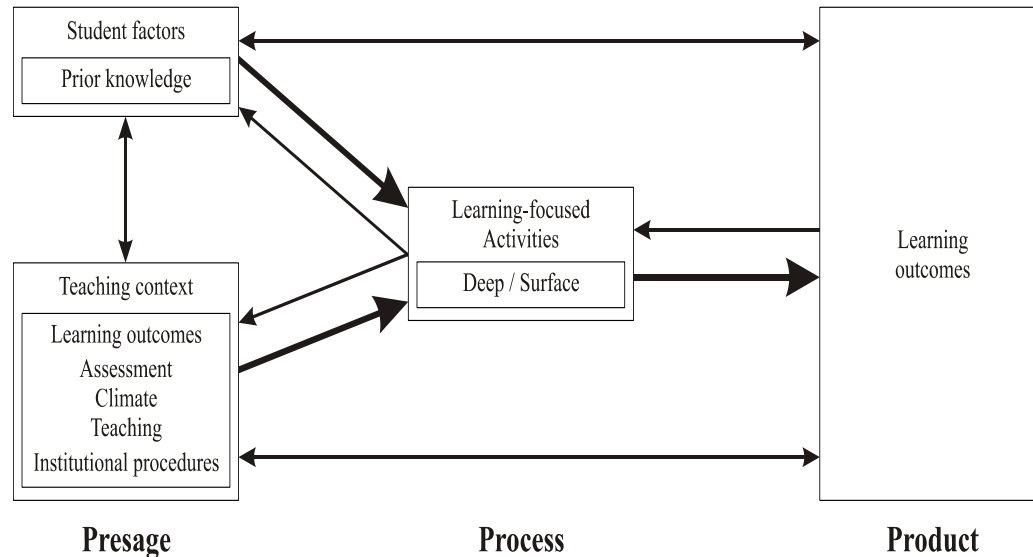 Student factors
Prior knowledge
Teaching context
Learning outcomes
Assessment
Climate
Teaching
Institutional procedures
Learning-focused
Activities
Deep / Surface
Learning
outcomes
Presage
Process
Product